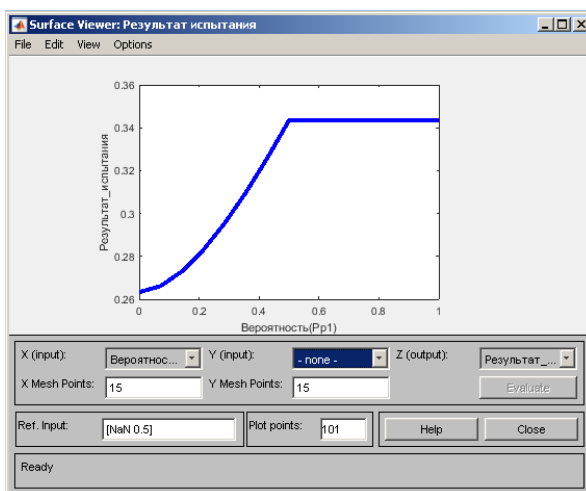 Surface Viewer: Результат испытания
File Edit View Options
0.36
0.34
0.32
0.3
0.28
0.26
Результат_испытания
0 0.2 0.4 0.6 0.8 1
Вероятность(Pp1)
X (input): Вероятнос... Y (input): - none - Z (output): Результат_...
X Mesh Points: 15 Y Mesh Points: 15 Evaluate
Ref. Input: [NaN 0.5] Plot points: 101 Help Close
Ready